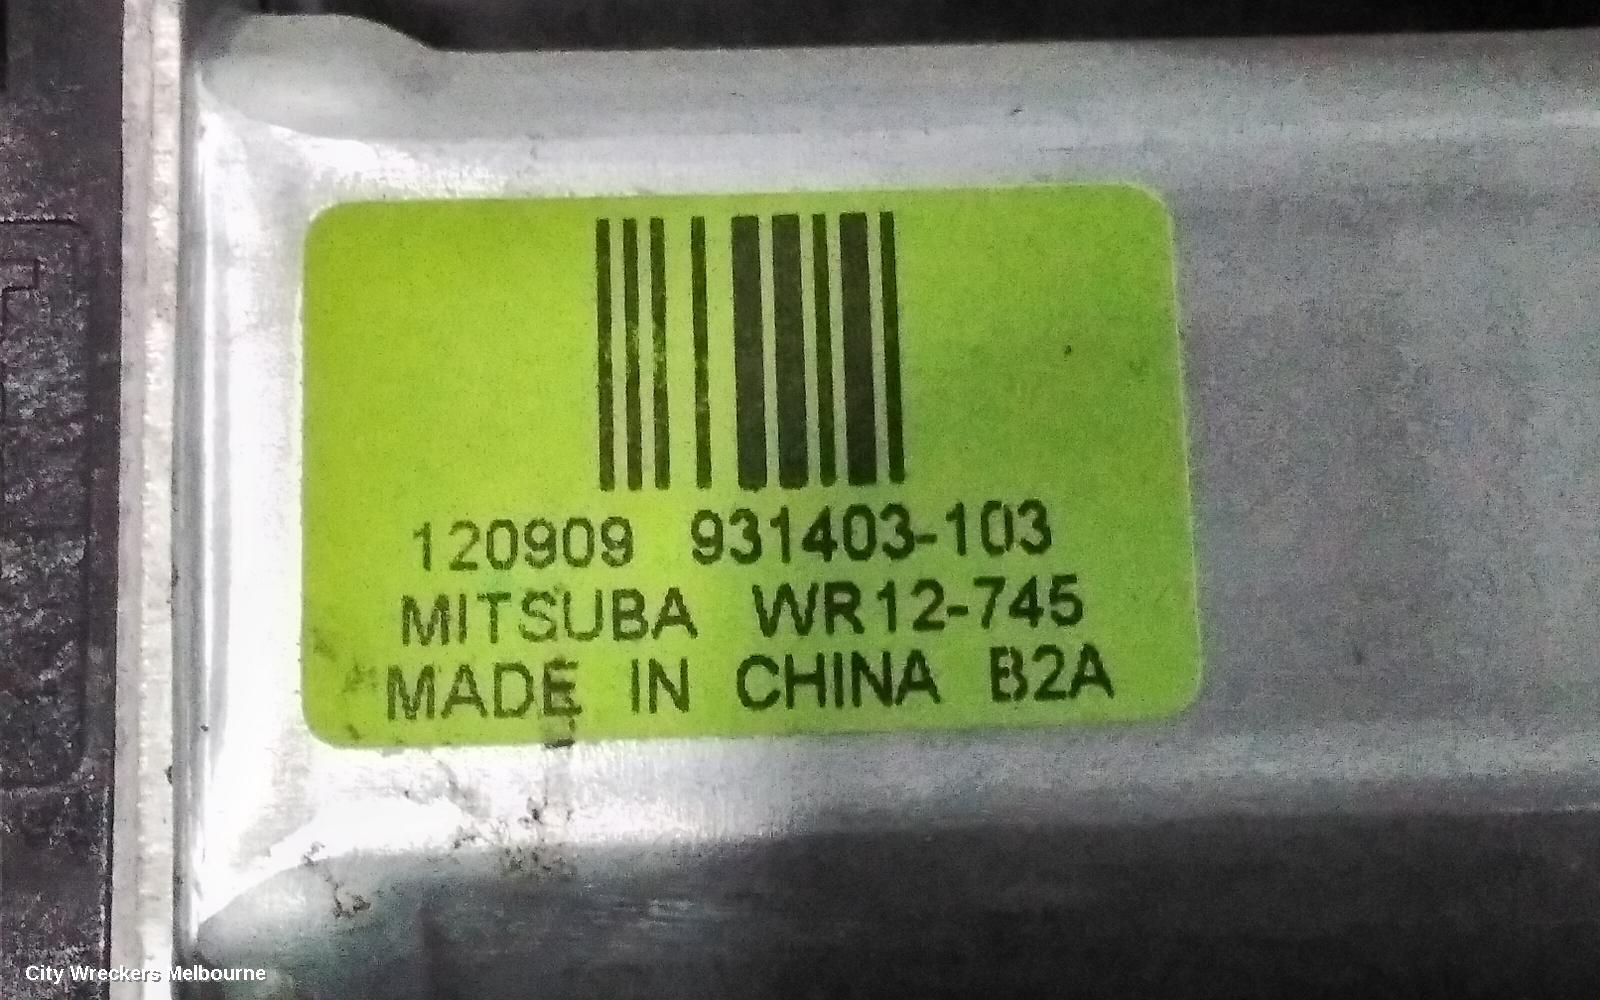 120909 931403-103
MITSUBA WR12-745
MADE IN CHINA B2A
City Wreckers Melbourne